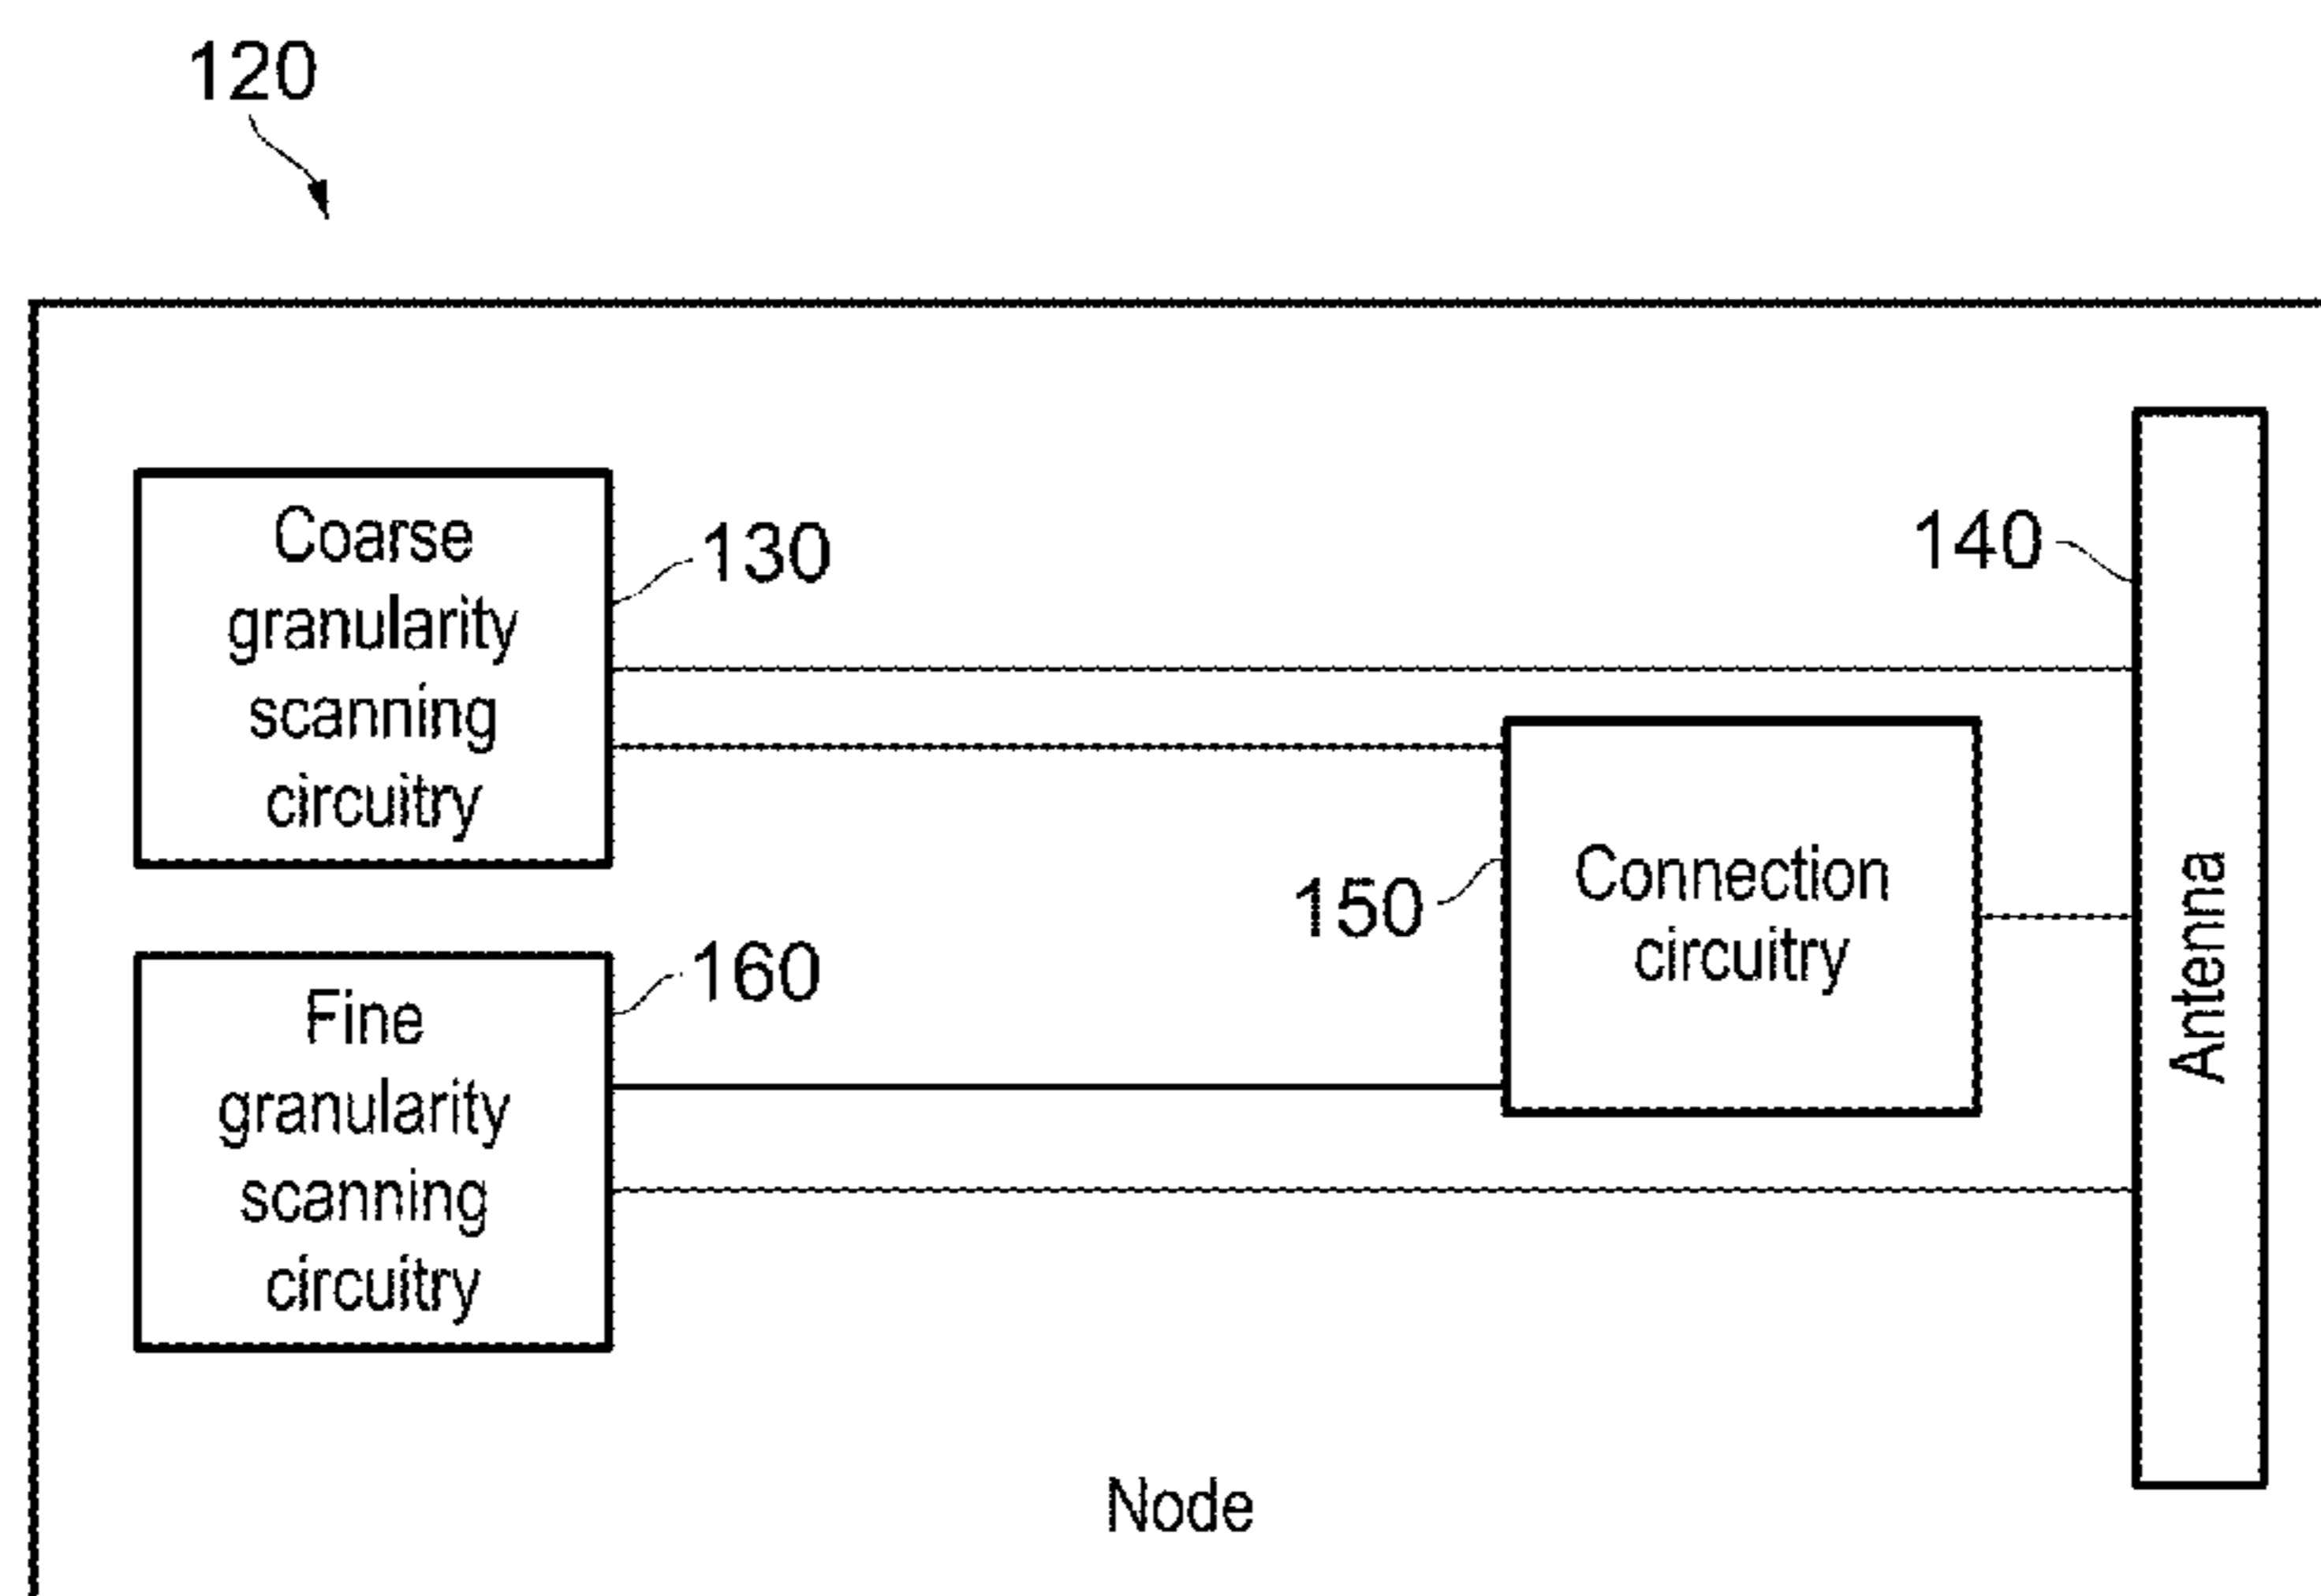 120
Coarse
granularity
scanning
circuitry
130
140
150
Connection
circuitry
Antenna
160
Fine
granularity
scanning
circuitry
Node